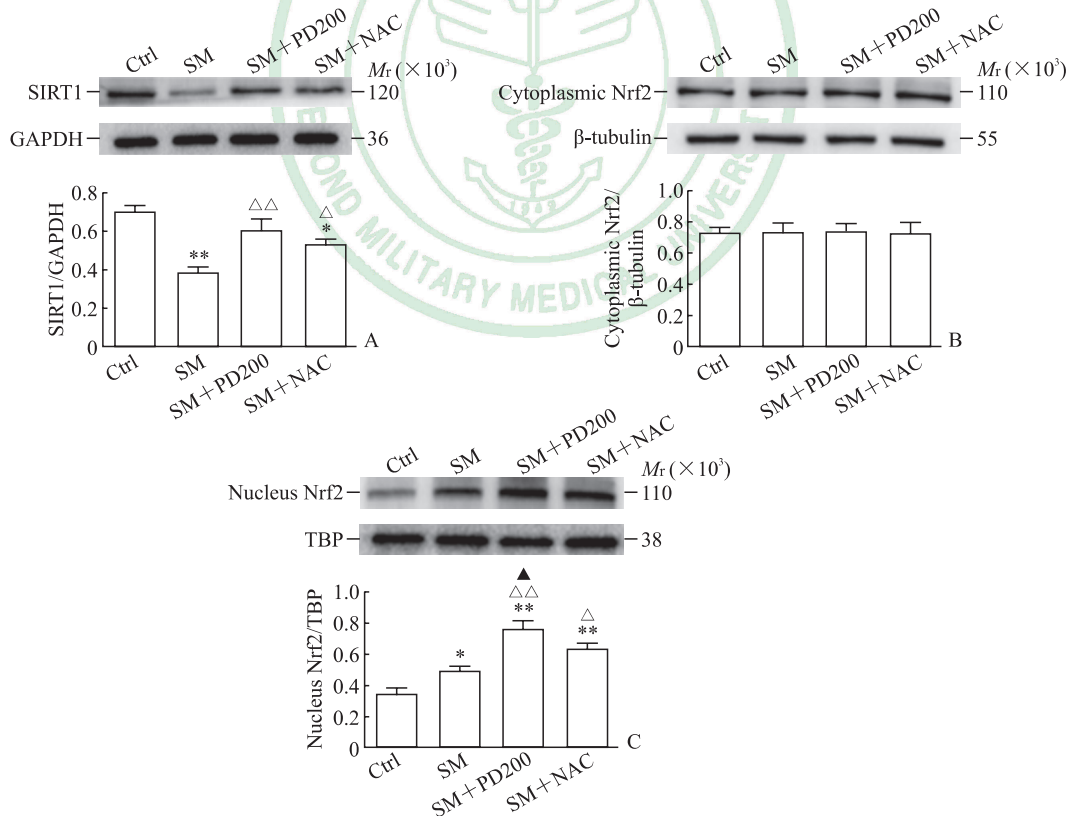 Ctrl SM SM+PD200 SM+NAC
Mr (×10³)
SIRT1 120
GAPDH 36
SIRT1/GAPDH
0.8
0.6
0.4
0.2
0
** △△ △ *
Ctrl SM SM+PD200 SM+NAC
A
Ctrl SM SM+PD200 SM+NAC
Mr (×10³)
Cytoplasmic Nrf2 110
β-tubulin 55
Cytoplasmic Nrf2/
β-tubulin
1.0
0.8
0.6
0.4
0.2
0
Ctrl SM SM+PD200 SM+NAC
B
Ctrl SM SM+PD200 SM+NAC
Mr (×10³)
Nucleus Nrf2 110
TBP 38
Nucleus Nrf2/TBP
1.0
0.8
0.6
0.4
0.2
0
* ▲ △△ ** △ **
Ctrl SM SM+PD200 SM+NAC
C
MILITARY MEDICAL
1949